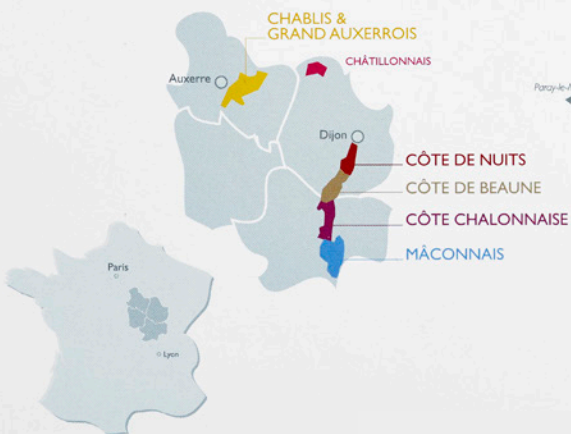 CHABLIS &
GRAND AUXERROIS
CHÂTILLONNAIS
Auxerre
Dijon
CÔTE DE NUITS
CÔTE DE BEAUNE
CÔTE CHALONNAISE
MÂCONNAIS
Paris
Lyon